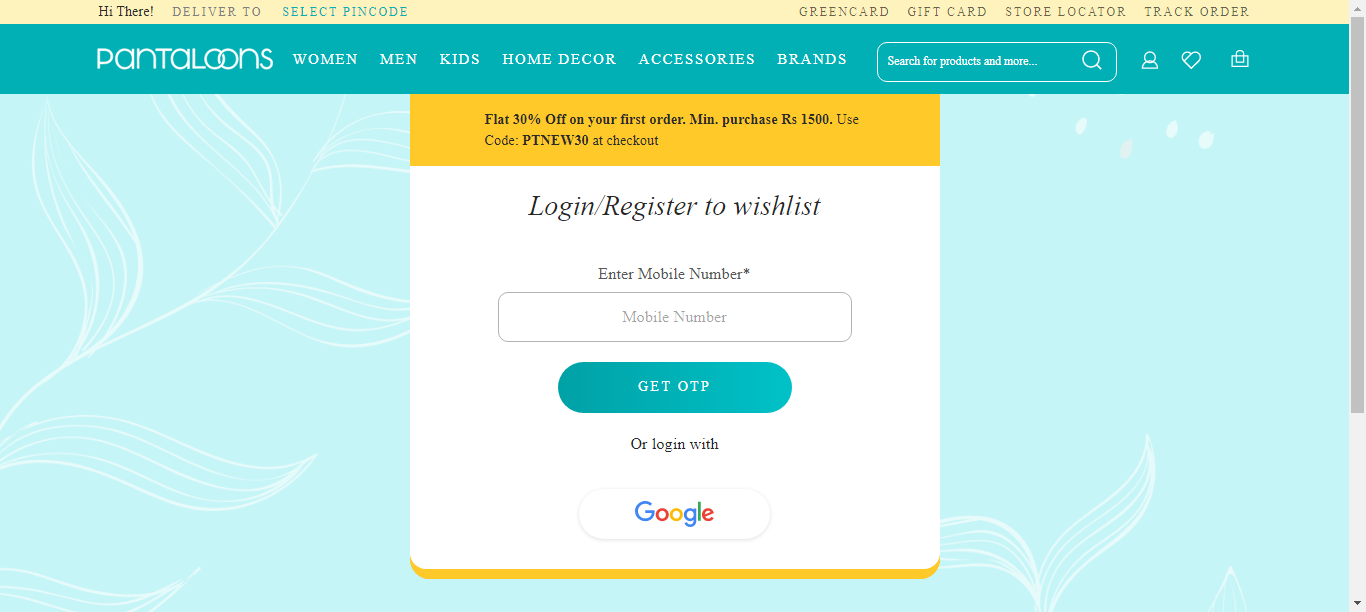 Hi There! DELIVER TO SELECT PINCODE GREENCARD GIFT CARD STORE LOCATOR TRACK ORDER
PANTALOONS WOMEN MEN KIDS HOME DECOR ACCESSORIES BRANDS Search for products and more...
Flat 30% Off on your first order. Min. purchase Rs 1500. Use
Code: PTNEW30 at checkout
Login/Register to wishlist
Enter Mobile Number*
Mobile Number
GET OTP
Or login with
Google